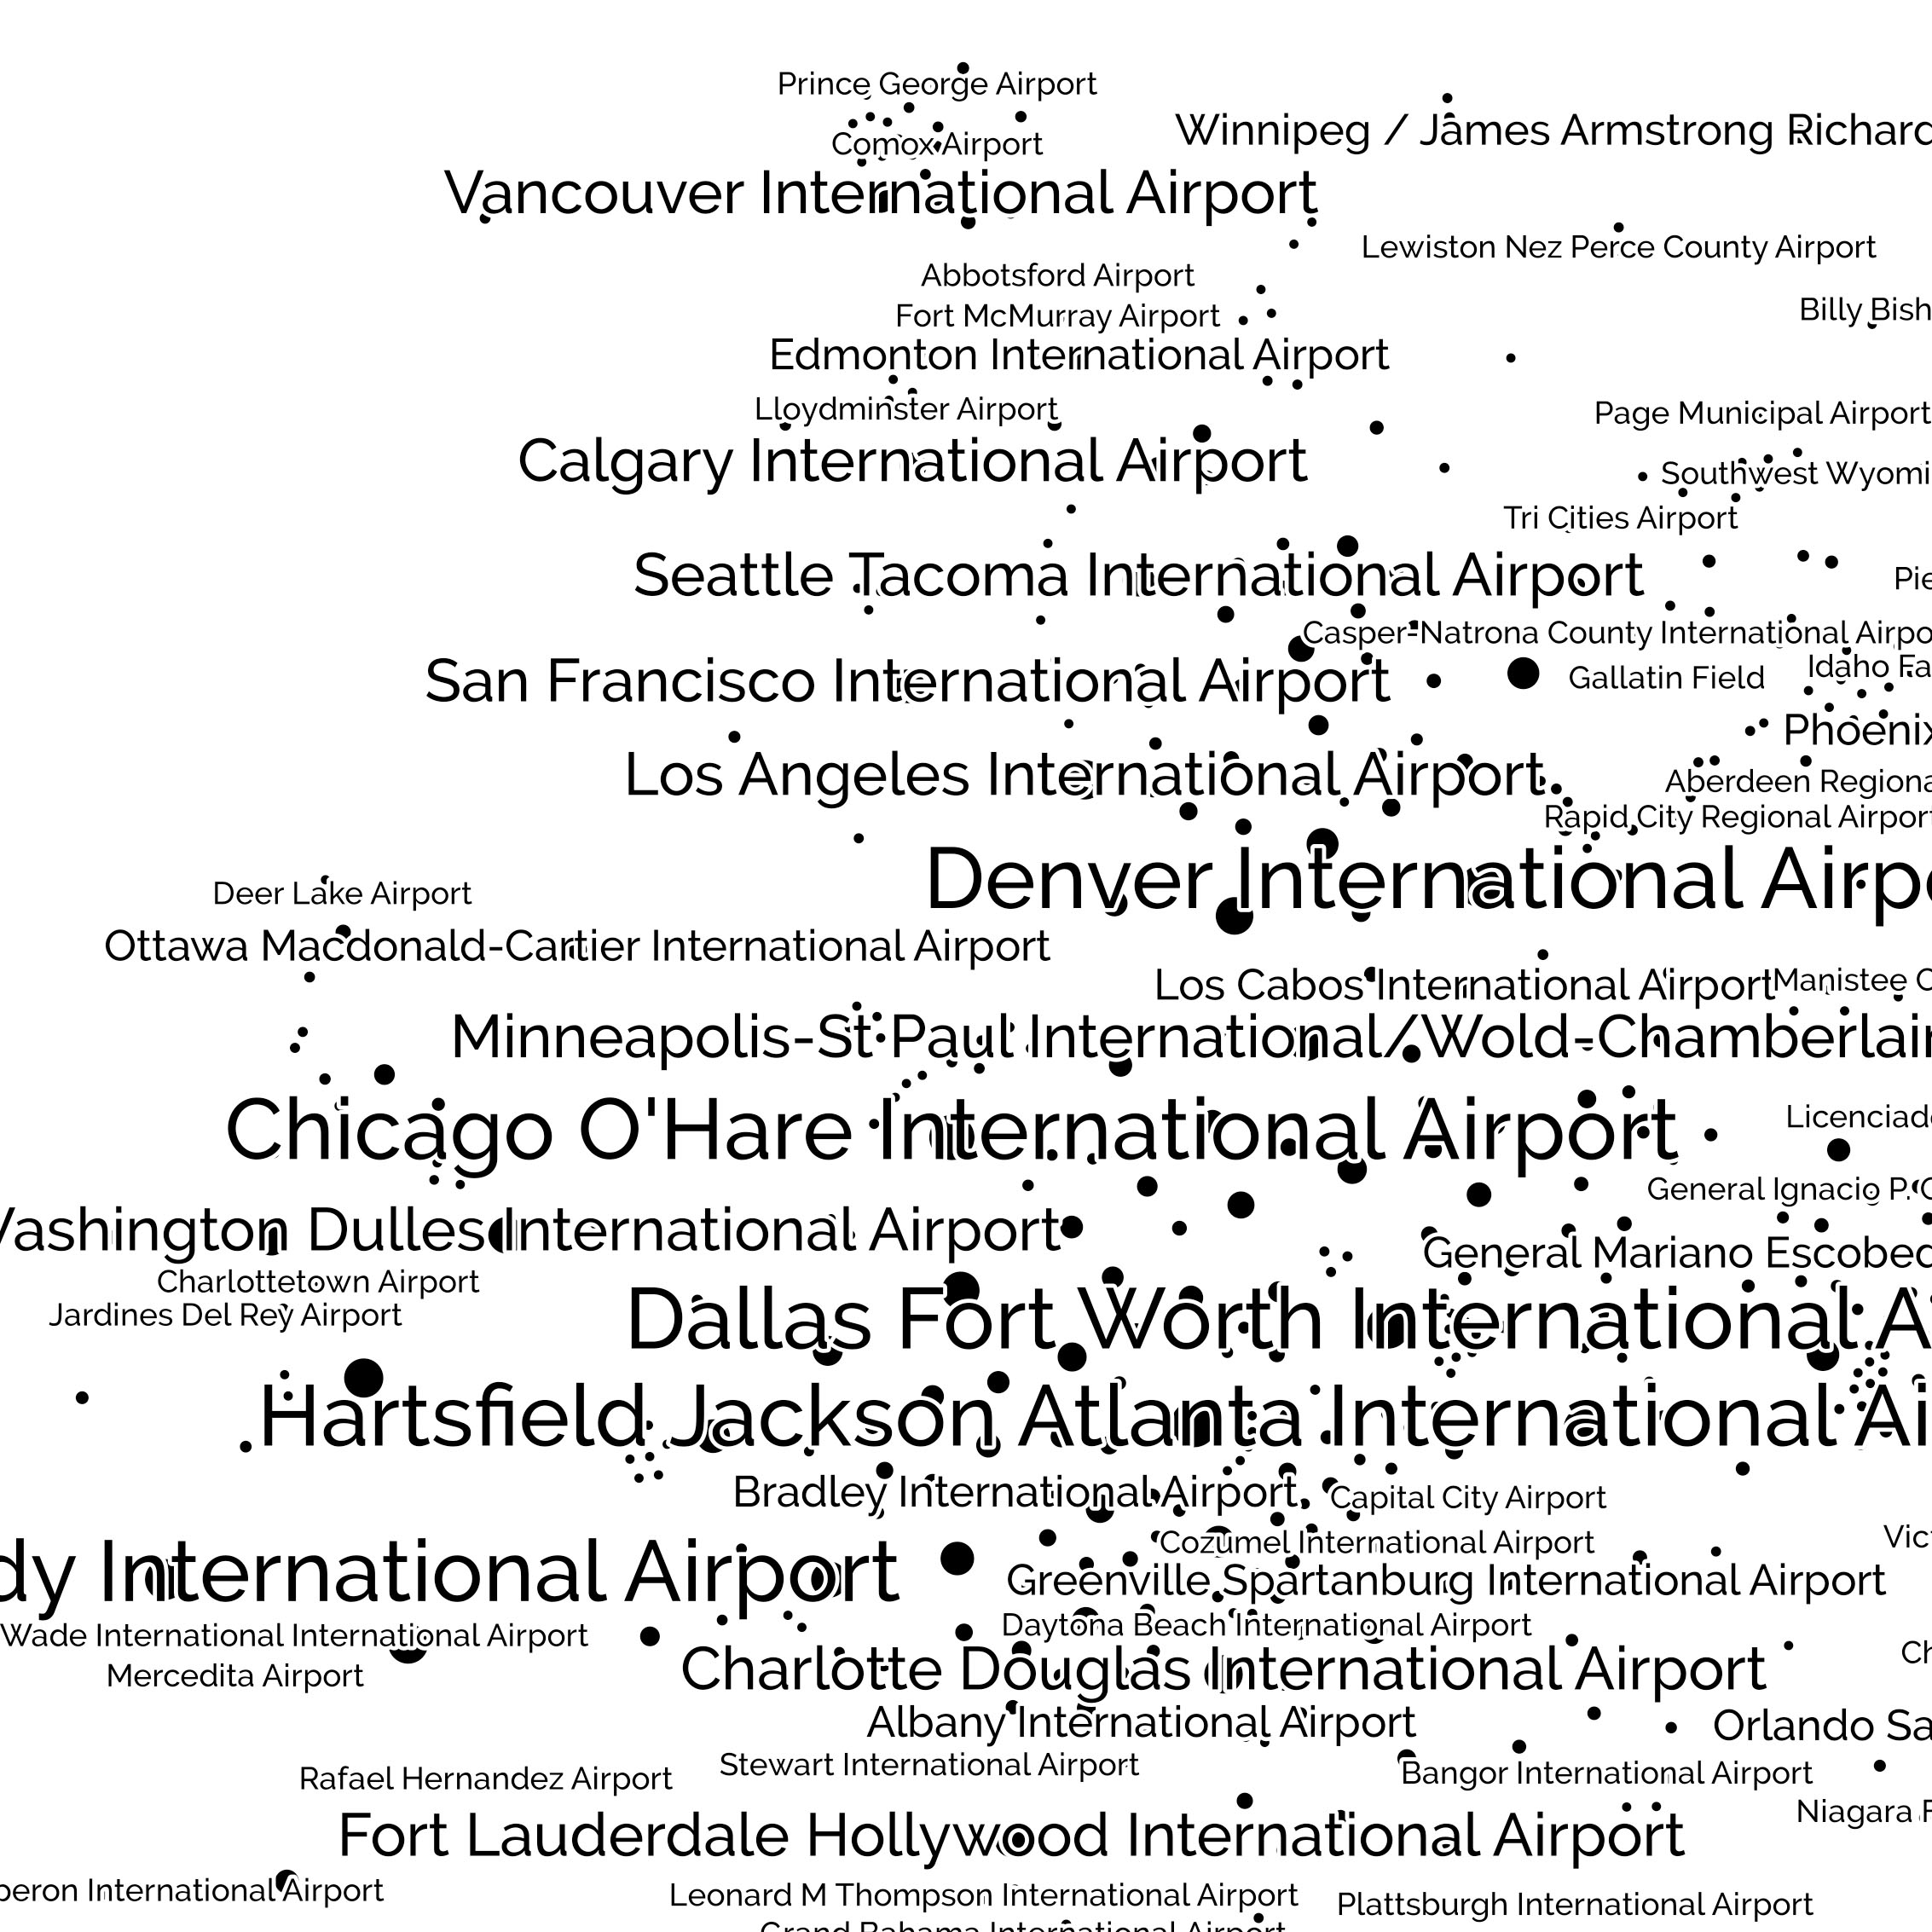 Prince George Airport
Winnipeg / James Armstrong Richard
Comox Airport
Vancouver International Airport
Lewiston Nez Perce County Airport
Abbotsford Airport
Billy Bish
Fort McMurray Airport
Edmonton International Airport
Lloydminster Airport
Page Municipal Airport
Calgary International Airport
Southwest Wyomi
Tri Cities Airport
Seattle Tacoma International Airport
Pie
Casper-Natrona County International Airpo
Idaho Fa
San Francisco International Airport
Gallatin Field
Phoenix
Los Angeles International Airport
Aberdeen Regiona
Rapid City Regional Airport
Denver International Airpo
Deer Lake Airport
Ottawa Macdonald-Cartier International Airport
Los Cabos International Airport
Manistee C
Minneapolis-St Paul International/Wold-Chamberlain
Chicago O'Hare International Airport
Licenciado
General Ignacio P. G
Washington Dulles International Airport
General Mariano Escobed
Charlottetown Airport
Jardines Del Rey Airport
Dallas Fort Worth International A
Hartsfield Jackson Atlanta International Ai
Bradley International Airport
Capital City Airport
Cozumel International Airport
Vic
dy International Airport
Greenville Spartanburg International Airport
Daytona Beach International Airport
Wade International International Airport
Charlotte Douglas International Airport
Ch
Mercedita Airport
Albany International Airport
Orlando Sa
Stewart International Airport
Bangor International Airport
Rafael Hernandez Airport
Niagara F
Fort Lauderdale Hollywood International Airport
beron International Airport
Leonard M Thompson International Airport
Plattsburgh International Airport
Grand Bahama International Airport